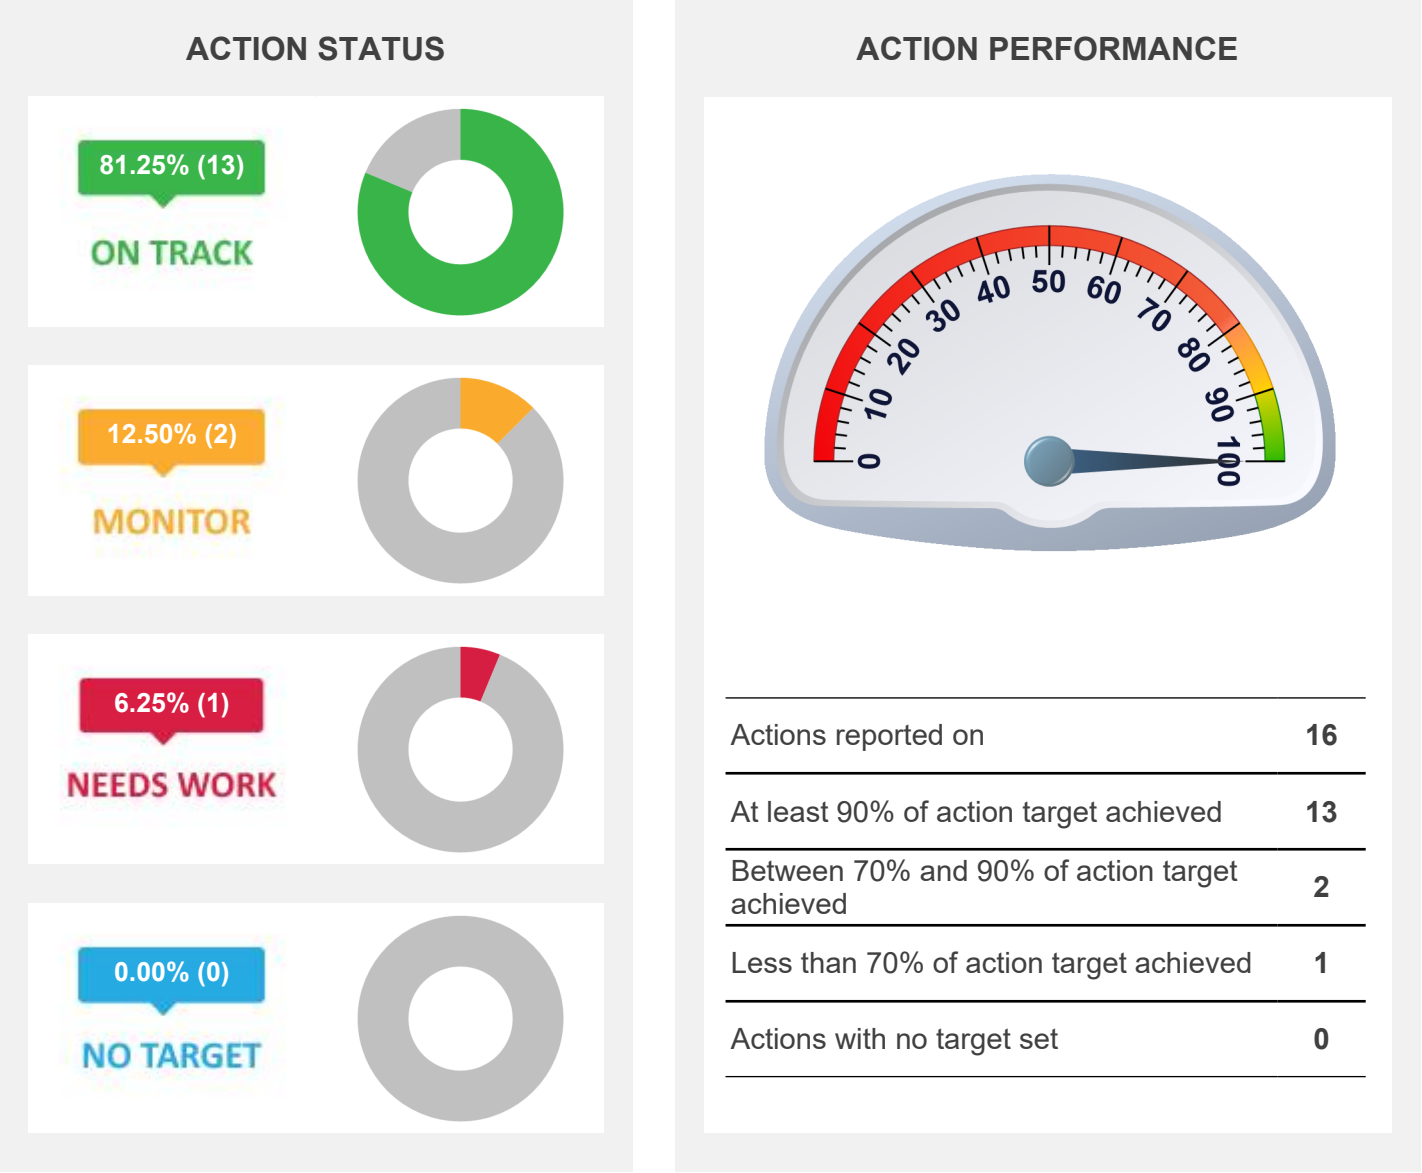 ACTION STATUS
81.25% (13)
ON TRACK
12.50% (2)
MONITOR
6.25% (1)
NEEDS WORK
0.00% (0)
NO TARGET
ACTION PERFORMANCE
0
10
20
30
40
50
60
70
80
90
100
Actions reported on 16
At least 90% of action target achieved 13
Between 70% and 90% of action target
achieved 2
Less than 70% of action target achieved 1
Actions with no target set 0